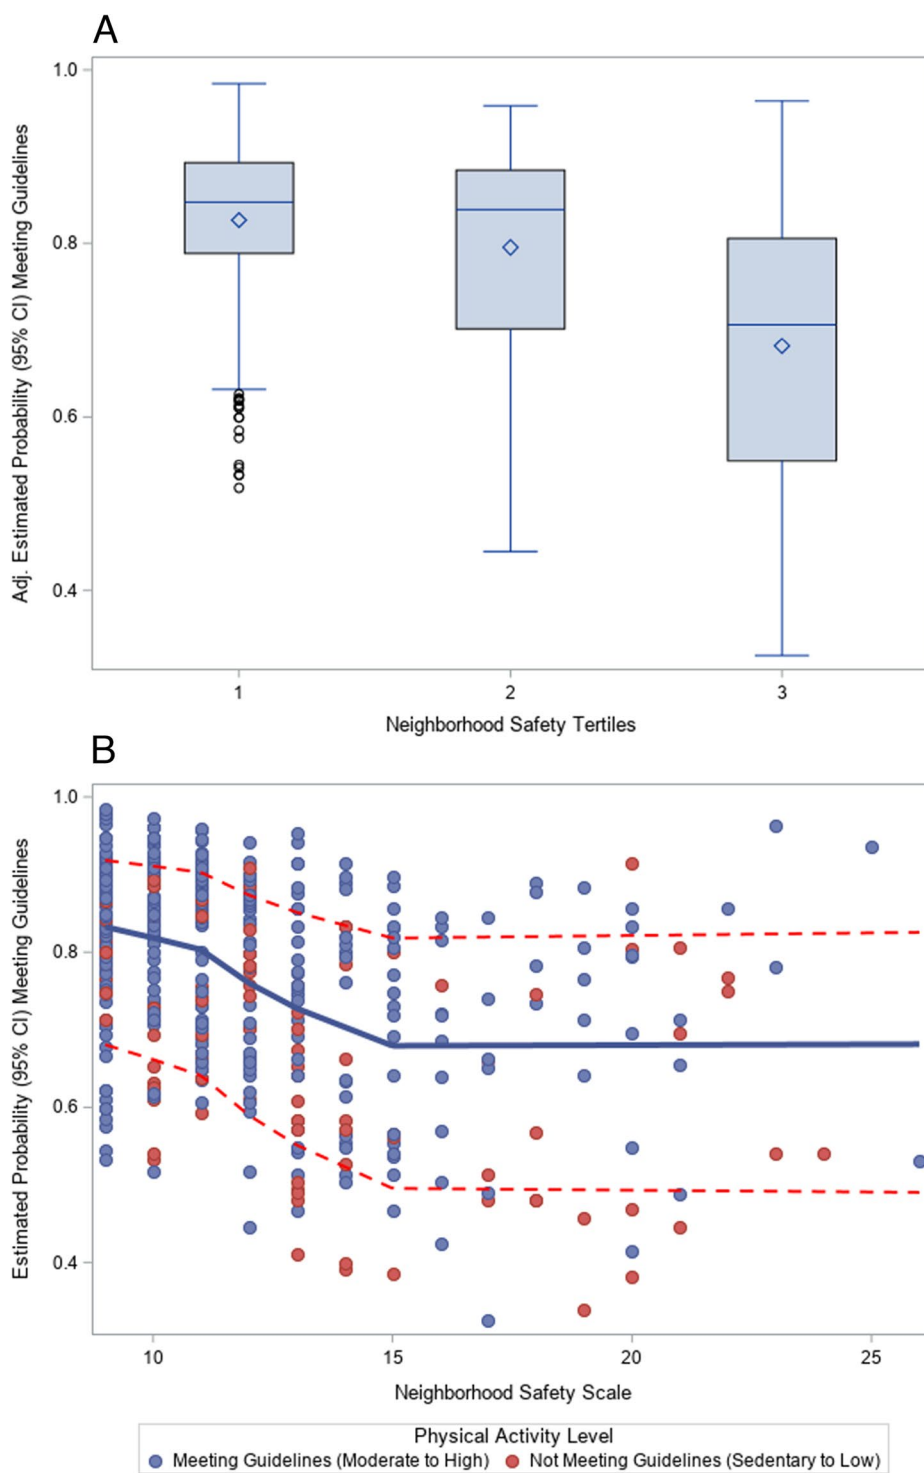 A
Adj. Estimated Probability (95% CI) Meeting Guidelines
1.0
0.8
0.6
0.4
1 2 3
Neighborhood Safety Tertiles
B
Estimated Probability (95% CI) Meeting Guidelines
1.0
0.8
0.6
0.4
10 15 20 25
Neighborhood Safety Scale
Physical Activity Level
Meeting Guidelines (Moderate to High) Not Meeting Guidelines (Sedentary to Low)